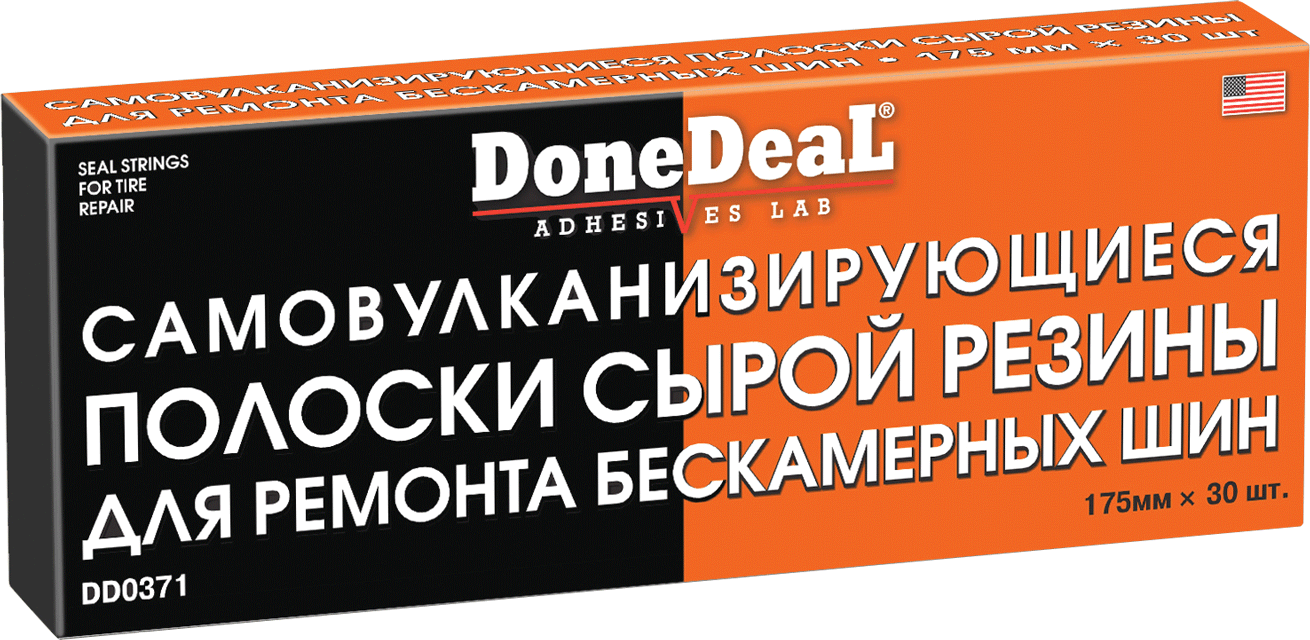 САМОВУЛКАНИЗИРУЮЩИЕСЯ ПОЛОСКИ СЫРОЙ РЕЗИНЫ
ДЛЯ РЕМОНТА БЕСКАМЕРНЫХ ШИН • 175 ММ × 30 ШТ
SEAL STRINGS
FOR TIRE
REPAIR
DoneDeaL®
ADHESIVES LAB
САМОВУЛКАНИЗИРУЮЩИЕСЯ
ПОЛОСКИ СЫРОЙ РЕЗИНЫ
ДЛЯ РЕМОНТА БЕСКАМЕРНЫХ ШИН
175мм × 30 шт.
DD0371